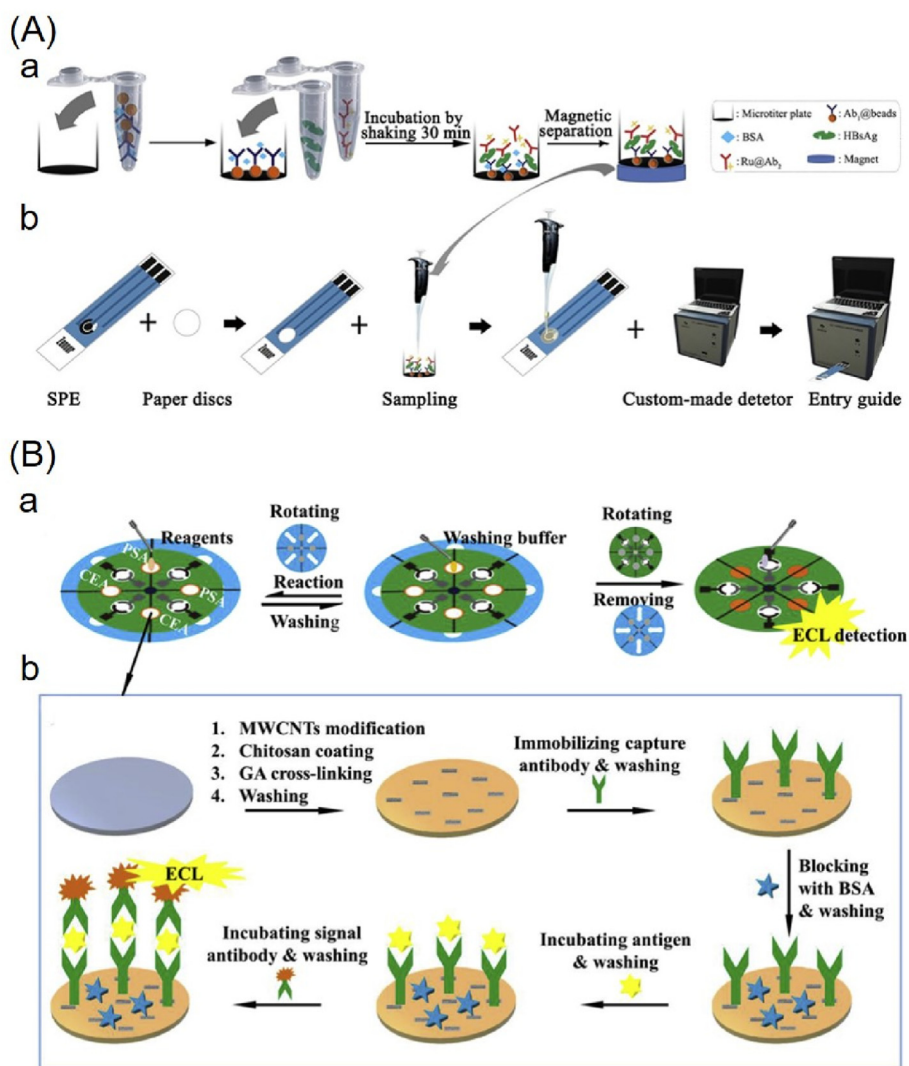 (A)
a
Incubation by
shaking 30 min
Magnetic
separation
: Microtiter plate
: Ab₁@beads
: BSA
: HBsAg
: Ru@Ab₂
: Magnet
b
SPE
Paper discs
Sampling
Custom-made detetor
Entry guide
(B)
a
Reagents
PSA
CEA
PSA
CEA
Rotating
Reaction
Washing
Washing buffer
Rotating
Removing
ECL detection
b
1. MWCNTs modification
2. Chitosan coating
3. GA cross-linking
4. Washing
Immobilizing capture
antibody & washing
Blocking
with BSA
& washing
ECL
Incubating signal
antibody & washing
Incubating antigen
& washing